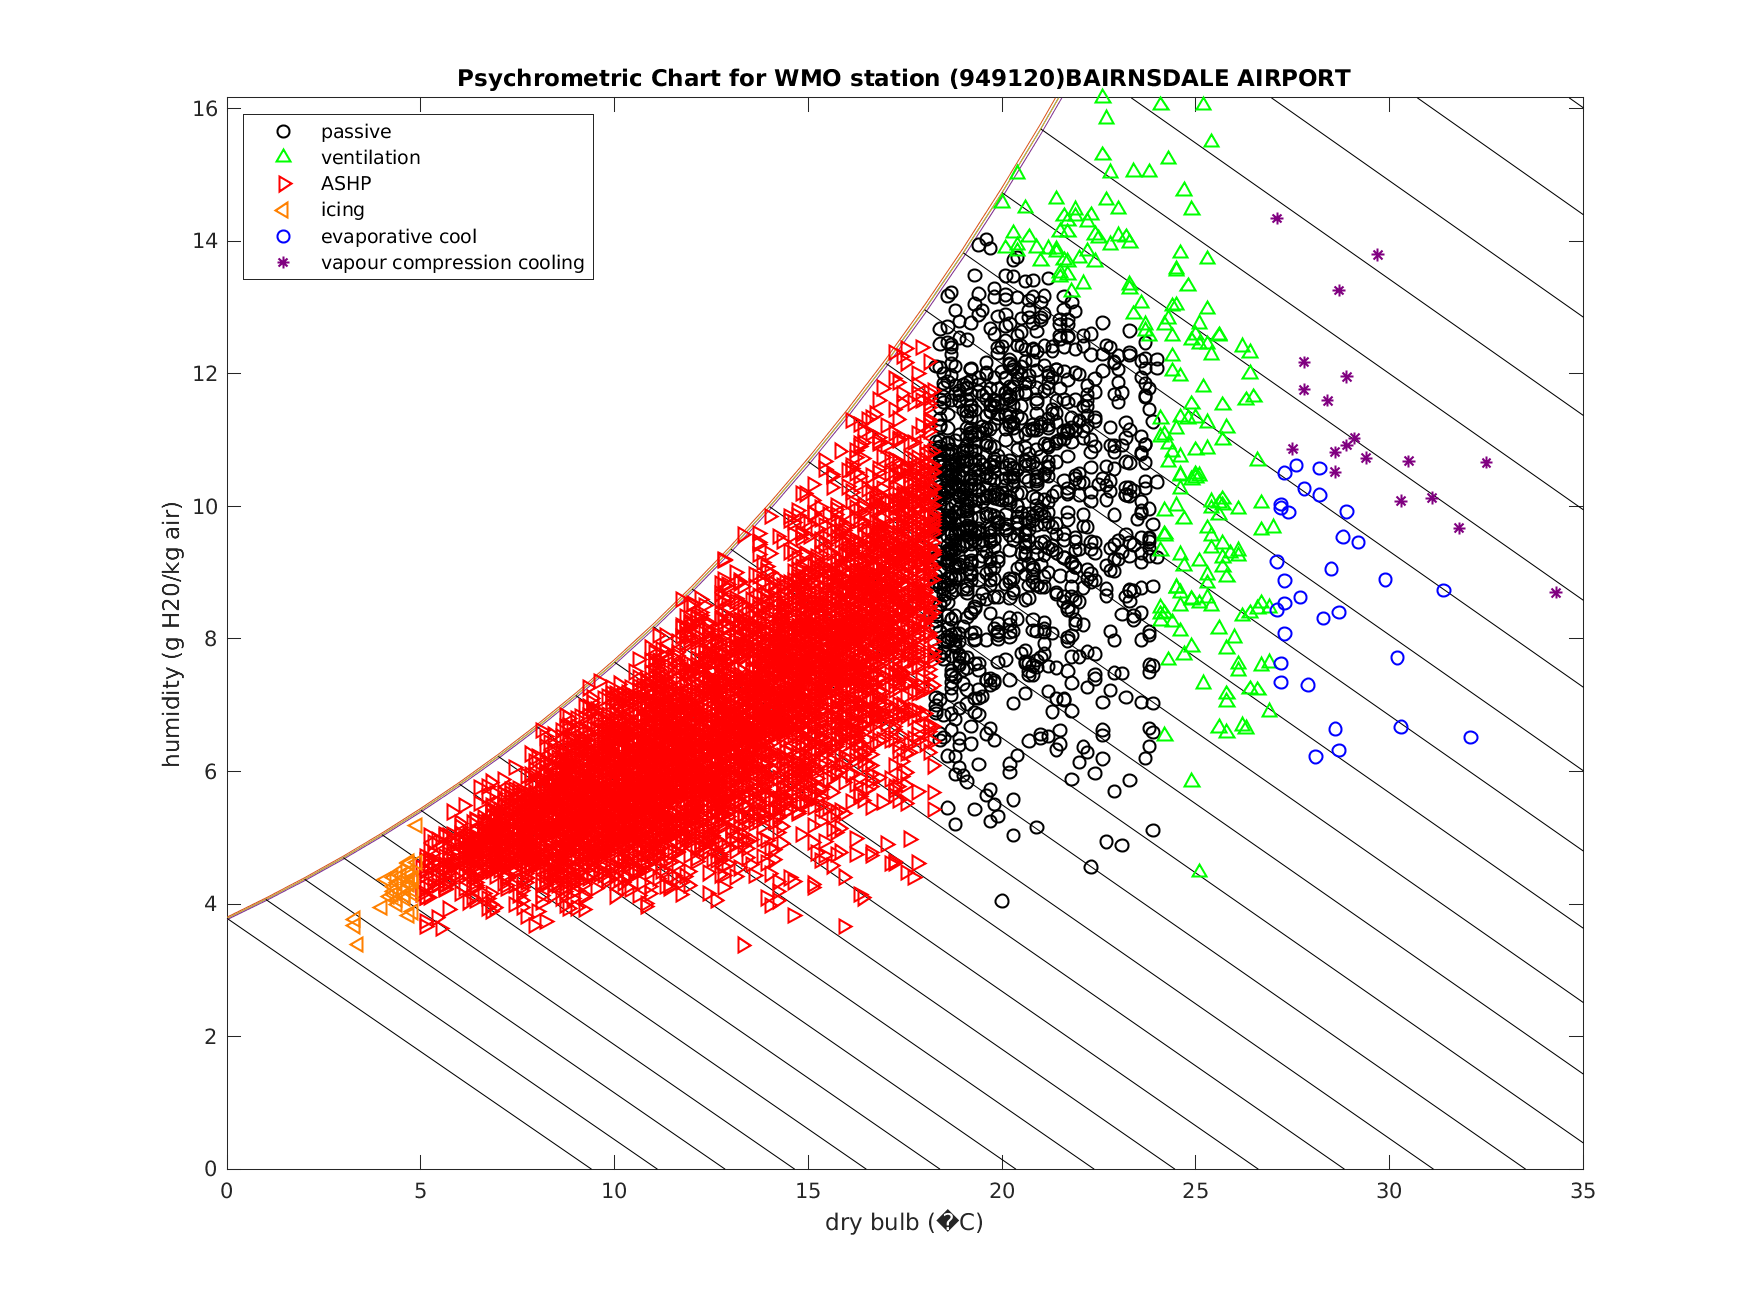 Psychrometric Chart for WMO station (949120)BAIRNSDALE AIRPORT
passive
ventilation
ASHP
icing
evaporative cool
vapour compression cooling
humidity (g H20/kg air)
16
14
12
10
8
6
4
2
0
0 5 10 15 20 25 30 35
dry bulb (�C)